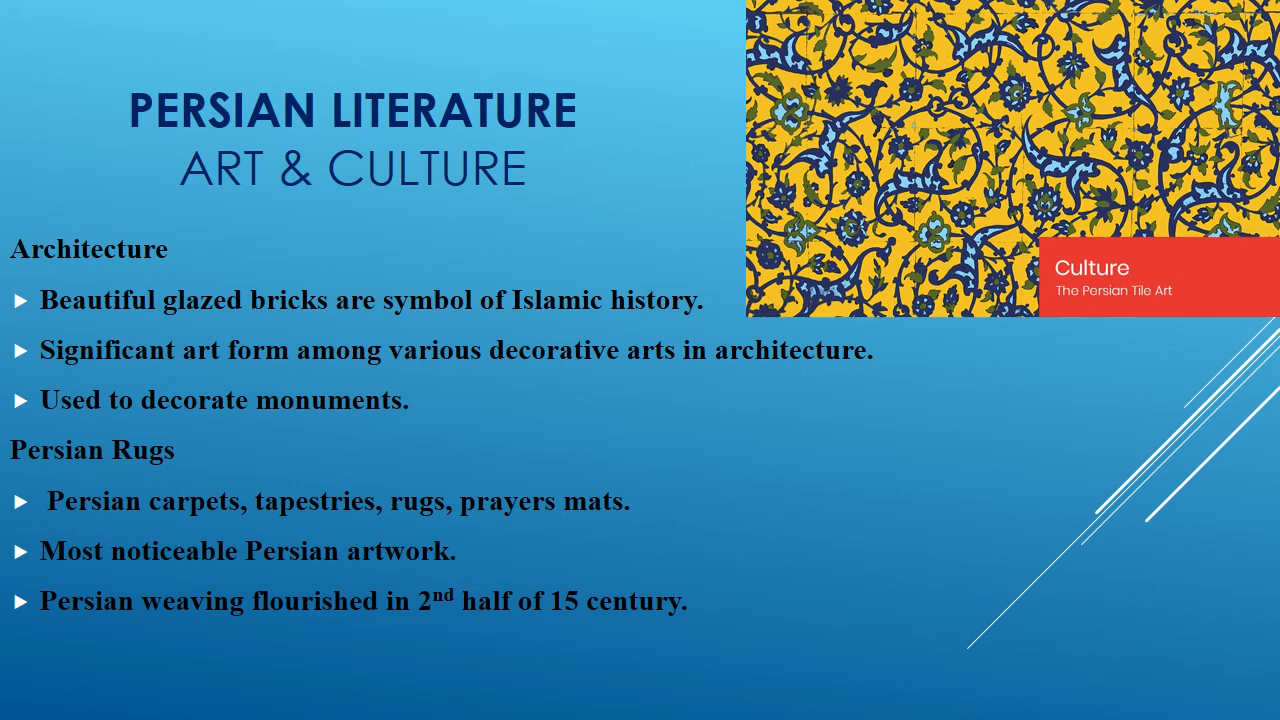 PERSIAN LITERATURE
ART & CULTURE
Culture
The Persian Tile Art
Architecture
Beautiful glazed bricks are symbol of Islamic history.
Significant art form among various decorative arts in architecture.
Used to decorate monuments.
Persian Rugs
Persian carpets, tapestries, rugs, prayers mats.
Most noticeable Persian artwork.
Persian weaving flourished in 2nd half of 15 century.